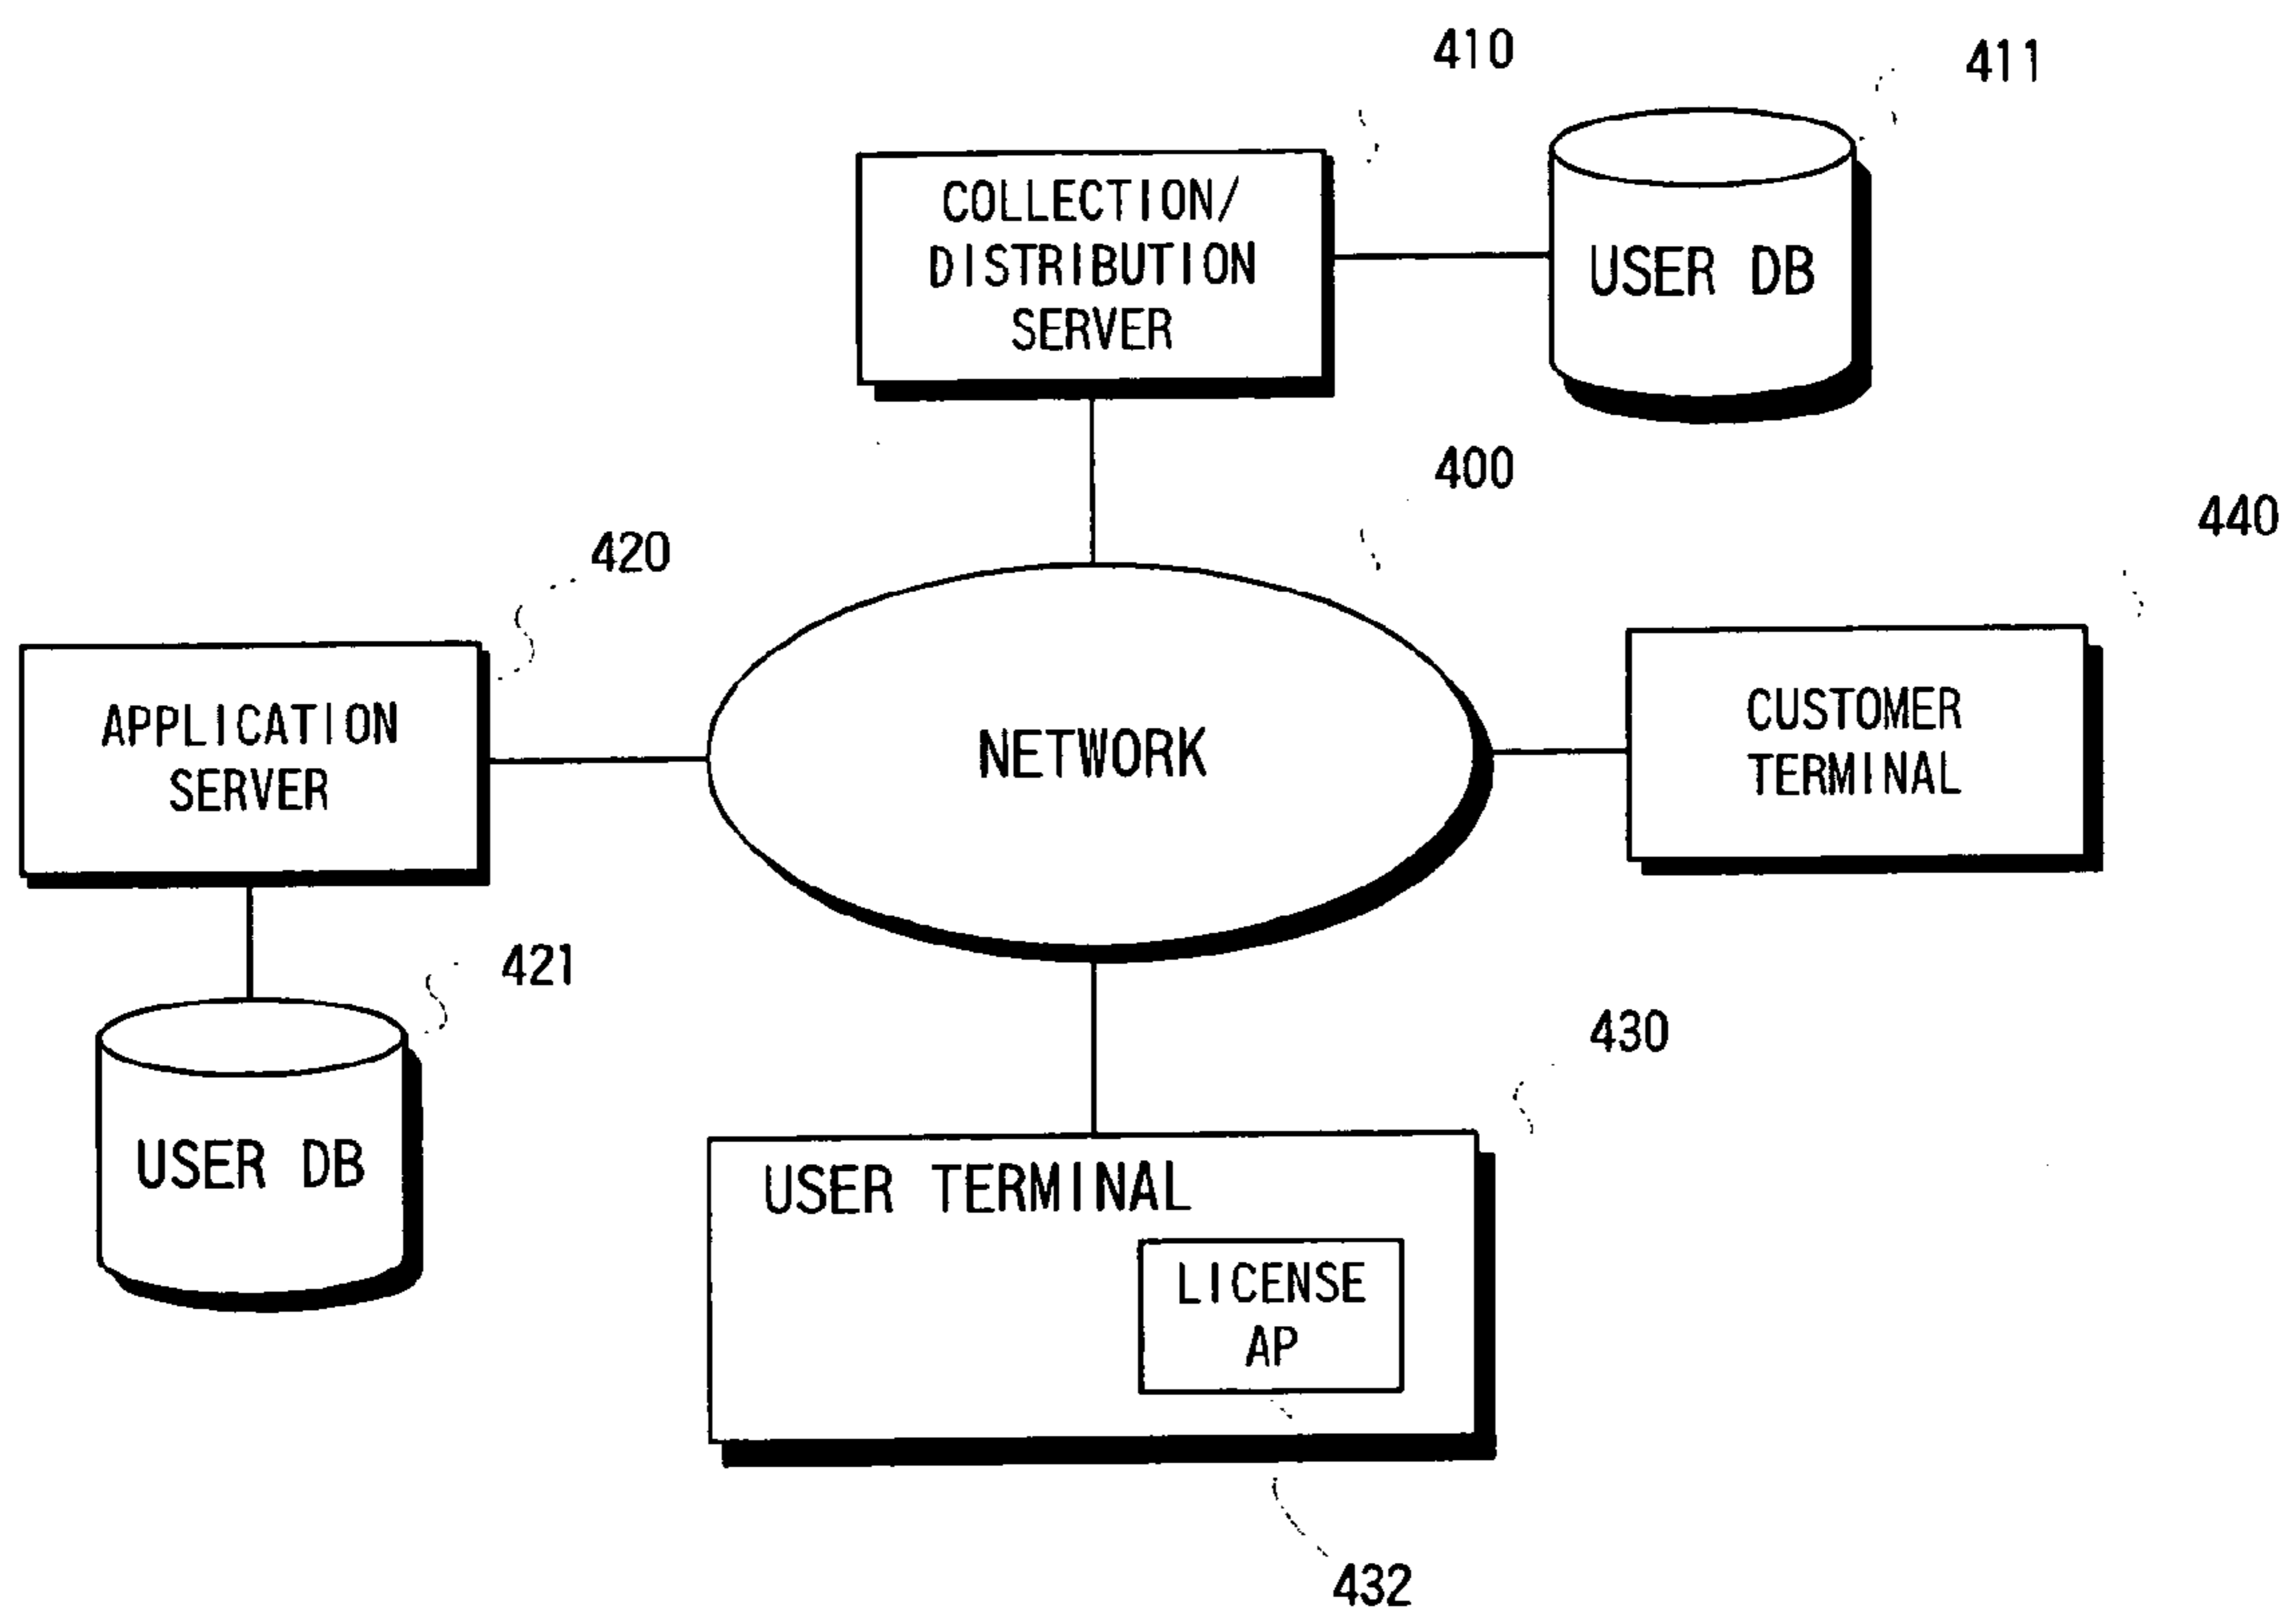 410
411
COLLECTION/
DISTRIBUTION
SERVER
USER DB
400
440
420
APPLICATION
SERVER
NETWORK
CUSTOMER
TERMINAL
421
430
USER DB
USER TERMINAL
LICENSE
AP
432